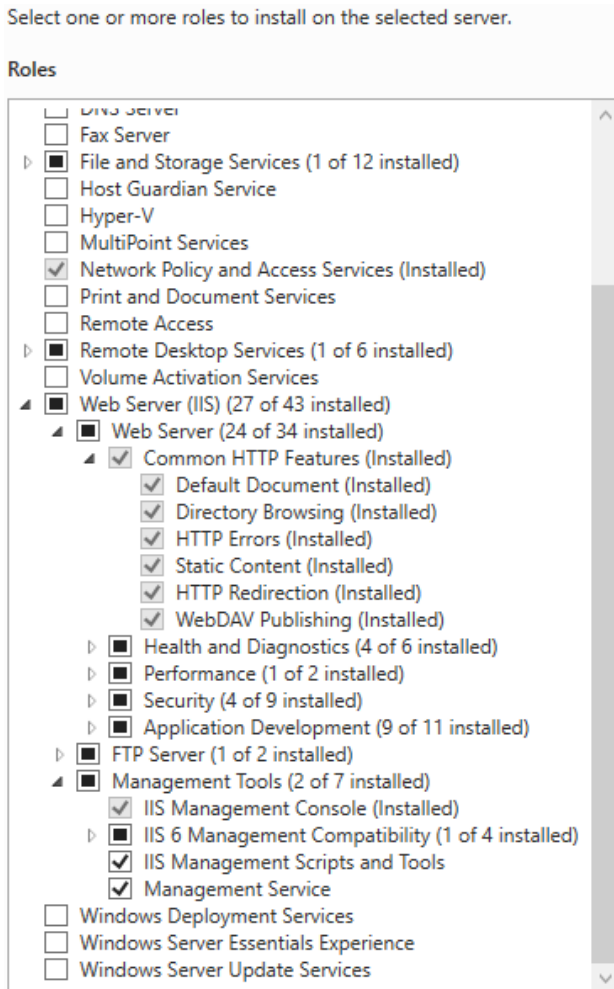 Select one or more roles to install on the selected server.
Roles
DNS Server
Fax Server
File and Storage Services (1 of 12 installed)
Host Guardian Service
Hyper-V
MultiPoint Services
Network Policy and Access Services (Installed)
Print and Document Services
Remote Access
Remote Desktop Services (1 of 6 installed)
Volume Activation Services
Web Server (IIS) (27 of 43 installed)
Web Server (24 of 34 installed)
Common HTTP Features (Installed)
Default Document (Installed)
Directory Browsing (Installed)
HTTP Errors (Installed)
Static Content (Installed)
HTTP Redirection (Installed)
WebDAV Publishing (Installed)
Health and Diagnostics (4 of 6 installed)
Performance (1 of 2 installed)
Security (4 of 9 installed)
Application Development (9 of 11 installed)
FTP Server (1 of 2 installed)
Management Tools (2 of 7 installed)
IIS Management Console (Installed)
IIS 6 Management Compatibility (1 of 4 installed)
IIS Management Scripts and Tools
Management Service
Windows Deployment Services
Windows Server Essentials Experience
Windows Server Update Services